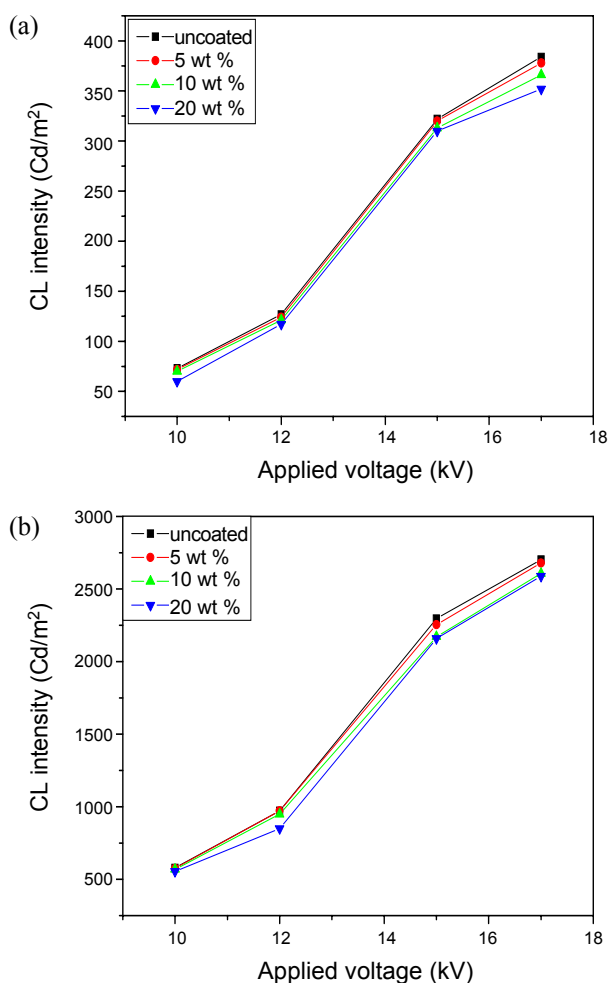 (a)
uncoated
5 wt %
10 wt %
20 wt %
400
350
300
250
200
150
100
50
CL intensity (Cd/m²)
10 12 14 16 18
Applied voltage (kV)
(b)
uncoated
5 wt %
10 wt %
20 wt %
3000
2500
2000
1500
1000
500
CL intensity (Cd/m²)
10 12 14 16 18
Applied voltage (kV)